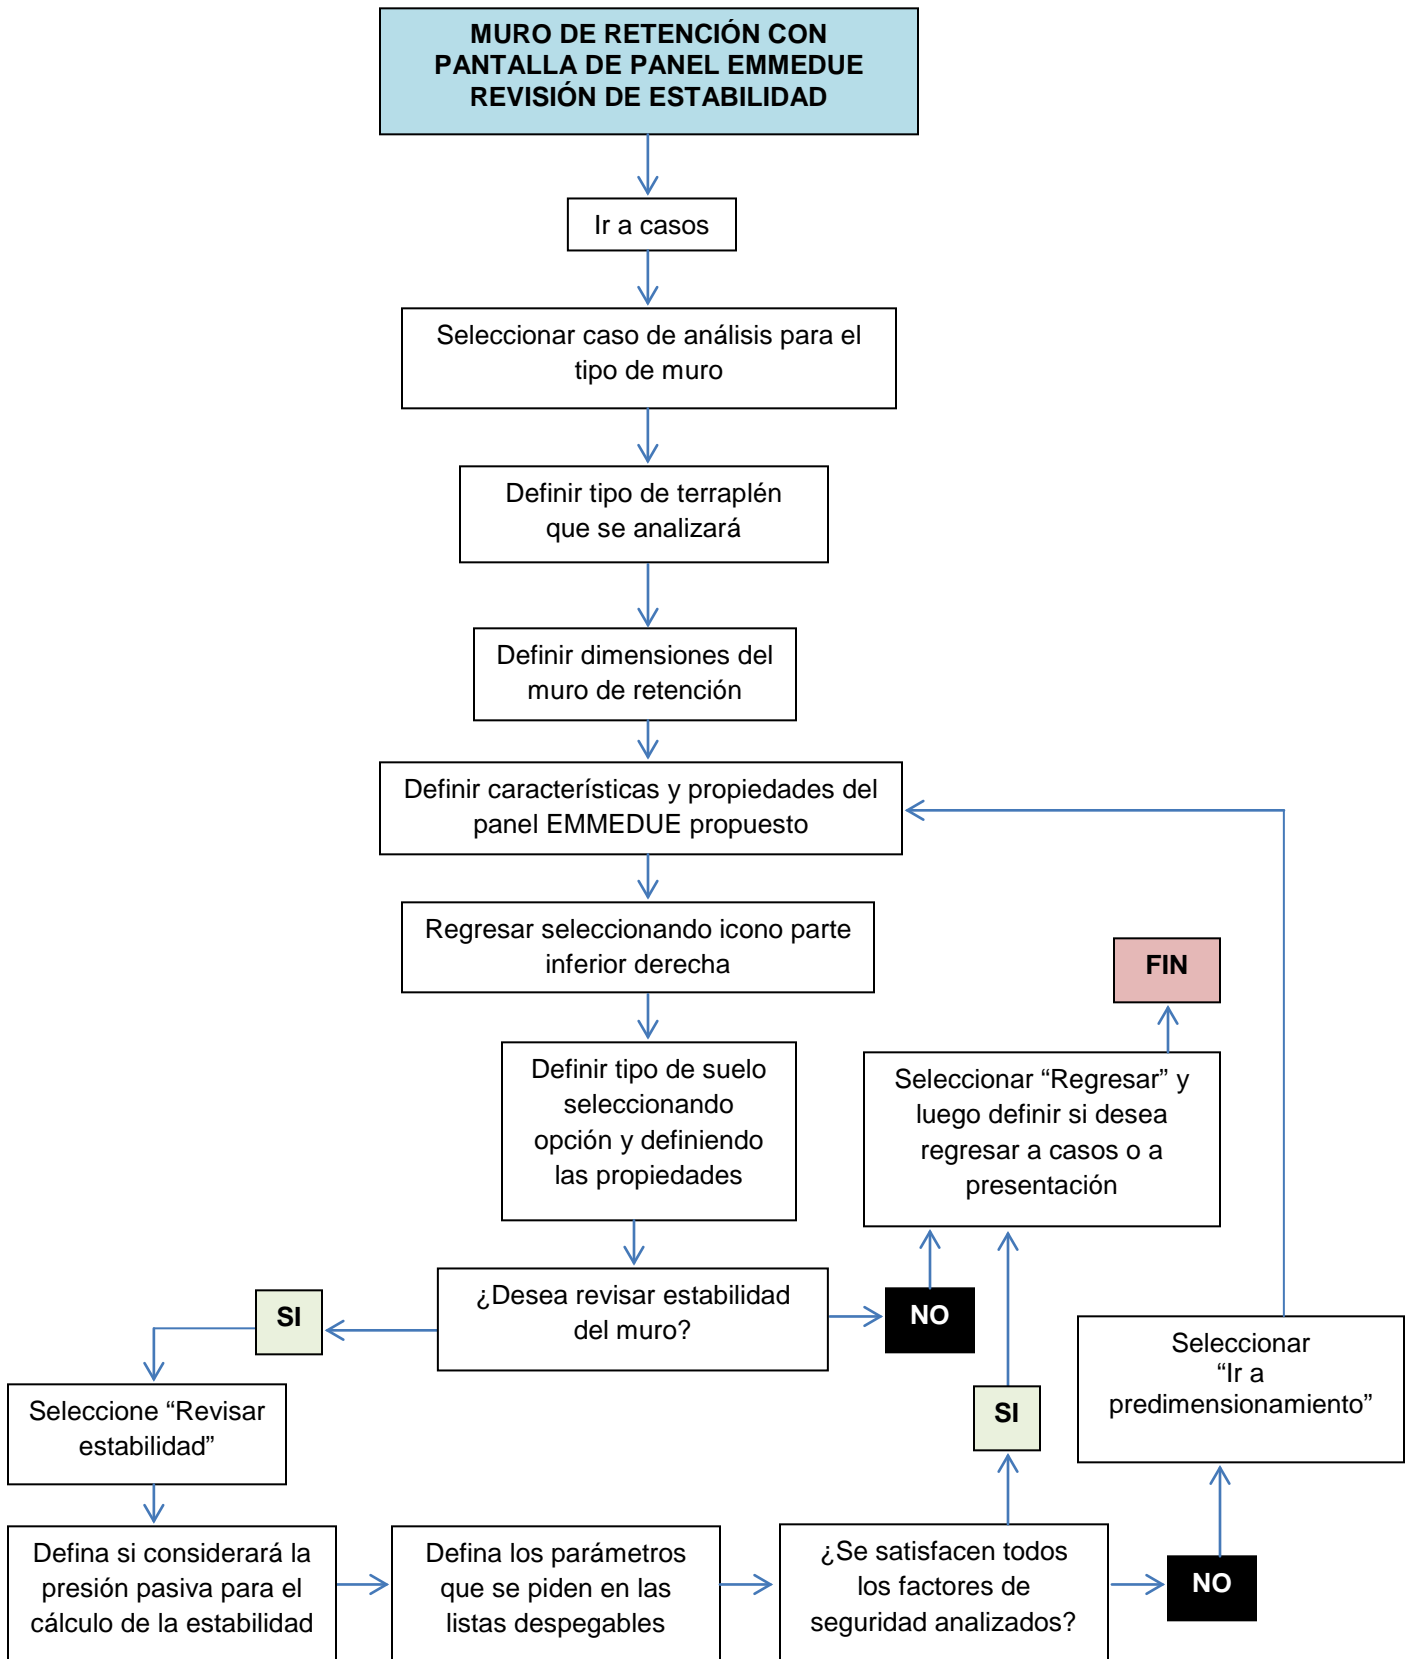 MURO DE RETENCIÓN CON
PANTALLA DE PANEL EMMEDUE
REVISIÓN DE ESTABILIDAD
Ir a casos
Seleccionar caso de análisis para el
tipo de muro
Definir tipo de terraplén
que se analizará
Definir dimensiones del
muro de retención
Definir características y propiedades del
panel EMMEDUE propuesto
Regresar seleccionando icono parte
inferior derecha
FIN
Definir tipo de suelo
seleccionando
opción y definiendo
las propiedades
Seleccionar “Regresar” y
luego definir si desea
regresar a casos o a
presentación
¿Desea revisar estabilidad
del muro?
SI
NO
Seleccionar
“Ir a
predimensionamiento”
Seleccione “Revisar
estabilidad”
SI
Defina si considerará la
presión pasiva para el
cálculo de la estabilidad
Defina los parámetros
que se piden en las
listas despegables
¿Se satisfacen todos
los factores de
seguridad analizados?
NO